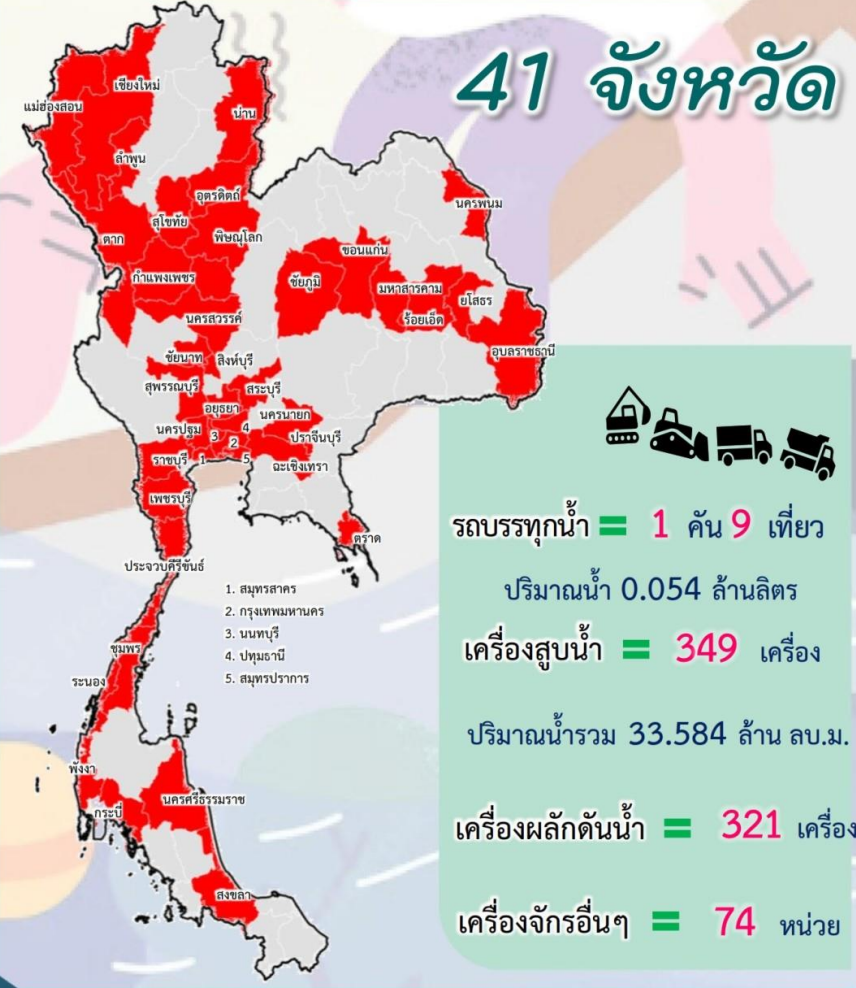 41 จังหวัด
เชียงใหม่
แม่ฮ่องสอน
น่าน
ลำพูน
อุตรดิตถ์
สุโขทัย
ตาก
พิษณุโลก
กำแพงเพชร
นครสวรรค์
นครพนม
ขอนแก่น
ชัยภูมิ
มหาสารคาม
ยโสธร
ร้อยเอ็ด
อุบลราชธานี
ชัยนาท
สิงห์บุรี
สุพรรณบุรี
สระบุรี
อยุธยา
นครนายก
นครปฐม
4
3
2
ปราจีนบุรี
ราชบุรี
1
5
ฉะเชิงเทรา
เพชรบุรี
ตราด
ประจวบคีรีขันธ์
1. สมุทรสาคร
2. กรุงเทพมหานคร
3. นนทบุรี
4. ปทุมธานี
5. สมุทรปราการ
ชุมพร
ระนอง
พังงา
กระบี่
นครศรีธรรมราช
สงขลา
รถบรรทุกน้ำ = 1 คัน 9 เที่ยว
ปริมาณน้ำ 0.054 ล้านลิตร
เครื่องสูบน้ำ = 349 เครื่อง
ปริมาณน้ำรวม 33.584 ล้าน ลบ.ม.
เครื่องผลักดันน้ำ = 321 เครื่อง
เครื่องจักรอื่นๆ = 74 หน่วย